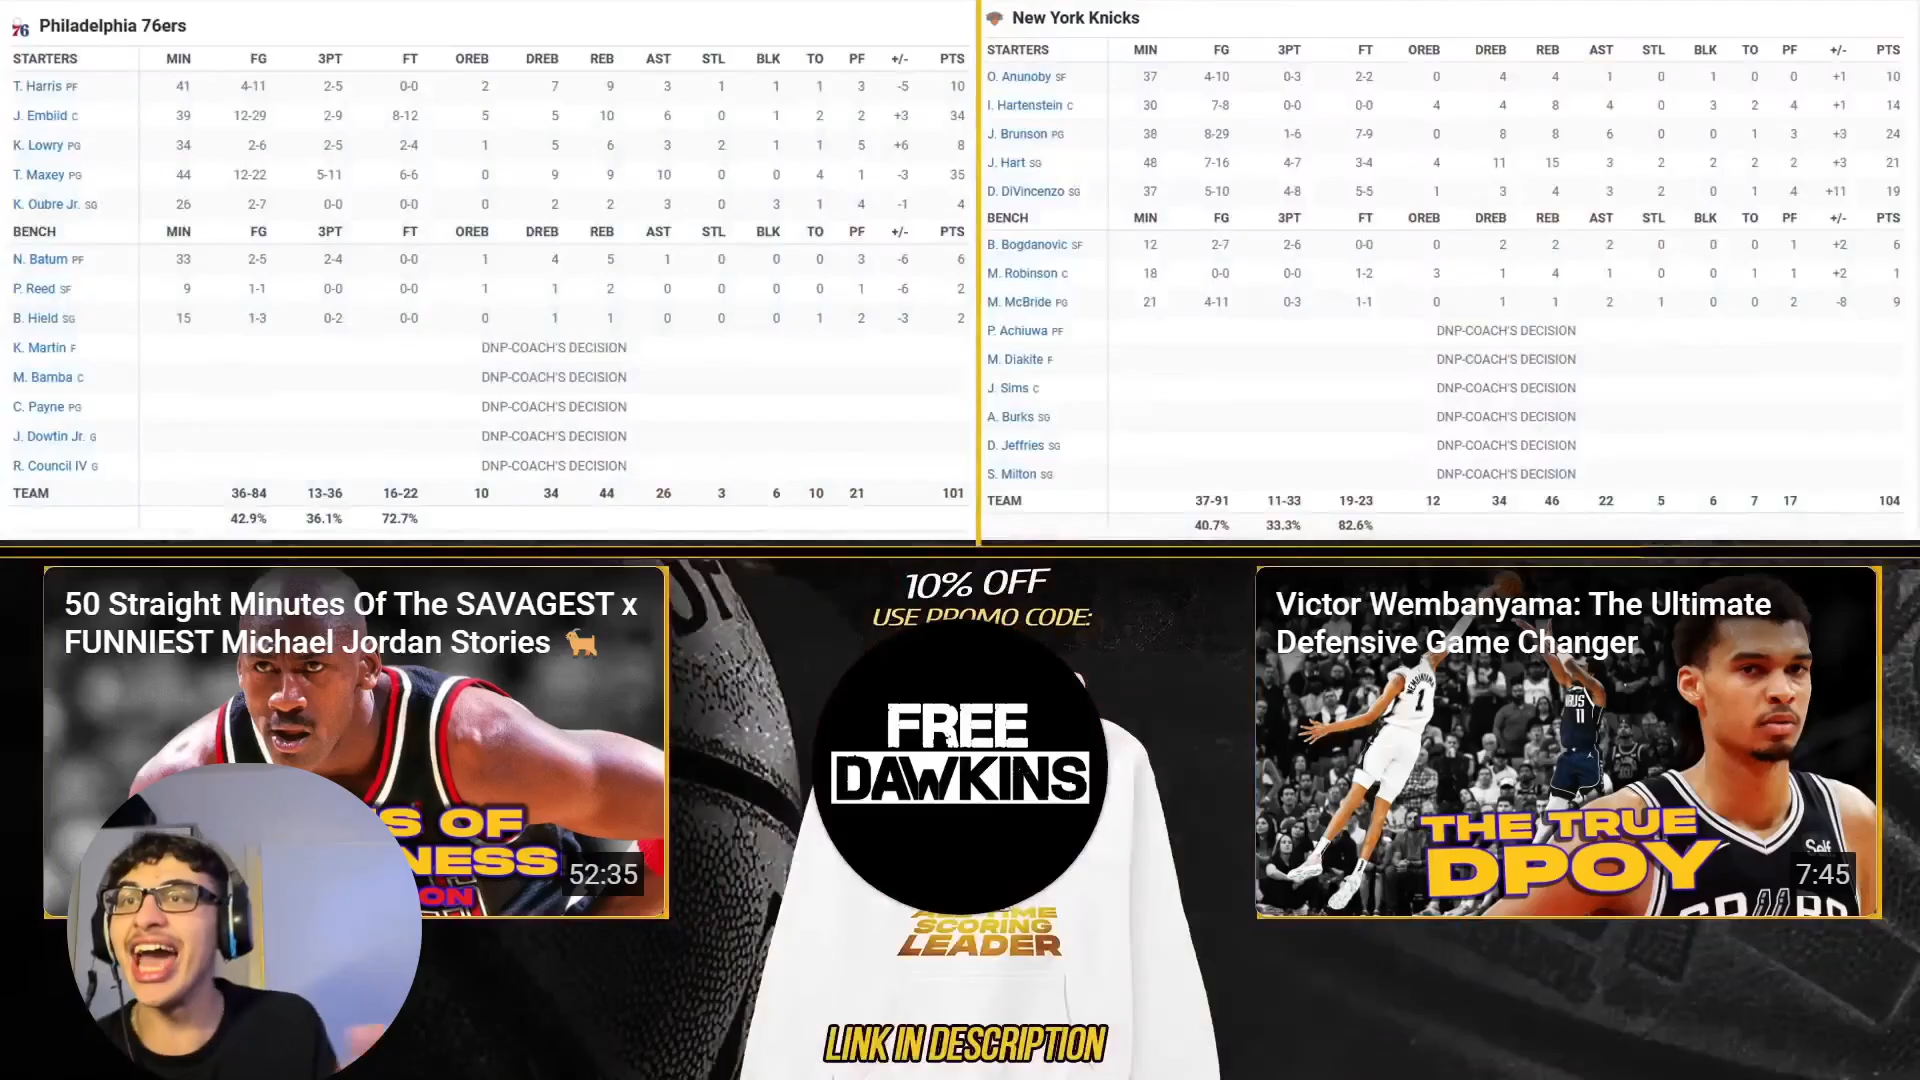 Philadelphia 76ers
STARTERS MIN FG 3PT FT OREB DREB REB AST STL BLK TO PF +/- PTS
T. Harris PF 41 4-11 2-5 0-0 2 7 9 3 1 1 1 3 -5 10
J. Embiid C 39 12-29 2-9 8-12 5 5 10 6 0 1 2 2 +3 34
K. Lowry PG 34 2-6 2-5 2-4 1 5 6 3 2 1 1 5 +6 8
T. Maxey PG 44 12-22 5-11 6-6 0 9 9 10 0 0 4 1 -3 35
K. Oubre Jr. SG 26 2-7 0-0 0-0 0 2 2 3 0 3 1 4 -1 4
BENCH MIN FG 3PT FT OREB DREB REB AST STL BLK TO PF +/- PTS
N. Batum PF 33 2-5 2-4 0-0 1 4 5 1 0 0 0 3 -6 6
P. Reed SF 9 1-1 0-0 0-0 1 1 2 0 0 0 0 1 -6 2
B. Hield SG 15 1-3 0-2 0-0 0 1 1 0 0 0 1 2 -3 2
K. Martin F DNP-COACH'S DECISION
M. Bamba C DNP-COACH'S DECISION
C. Payne PG DNP-COACH'S DECISION
J. Dowtin Jr. G DNP-COACH'S DECISION
R. Council IV G DNP-COACH'S DECISION
TEAM 36-84 13-36 16-22 10 34 44 26 3 6 10 21 101
42.9% 36.1% 72.7%
New York Knicks
STARTERS MIN FG 3PT FT OREB DREB REB AST STL BLK TO PF +/- PTS
O. Anunoby SF 37 4-10 0-3 2-2 0 4 4 1 0 1 0 0 +1 10
I. Hartenstein C 30 7-8 0-0 0-0 4 4 8 4 0 3 2 4 +1 14
J. Brunson PG 38 8-29 1-6 7-9 0 8 8 6 0 0 1 3 +3 24
J. Hart SG 48 7-16 4-7 3-4 4 11 15 3 2 2 2 2 +3 21
D. DiVincenzo SG 37 5-10 4-8 5-5 1 3 4 3 2 0 1 4 +11 19
BENCH MIN FG 3PT FT OREB DREB REB AST STL BLK TO PF +/- PTS
B. Bogdanovic SF 12 2-7 2-6 0-0 0 2 2 2 0 0 0 1 +2 6
M. Robinson C 18 0-0 0-0 1-2 3 1 4 1 0 0 1 1 +2 1
M. McBride PG 21 4-11 0-3 1-1 0 1 1 2 1 0 0 2 -8 9
P. Achiuwa PF DNP-COACH'S DECISION
M. Diakite F DNP-COACH'S DECISION
J. Sims C DNP-COACH'S DECISION
A. Burks SG DNP-COACH'S DECISION
D. Jeffries SG DNP-COACH'S DECISION
S. Milton SG DNP-COACH'S DECISION
TEAM 37-91 11-33 19-23 12 34 46 22 5 6 7 17 104
40.7% 33.3% 82.6%
50 Straight Minutes Of The SAVAGEST x
FUNNIEST Michael Jordan Stories 🐐
S OF
NESS
ON
52:35
10% OFF
USE PROMO CODE:
FREE
DAWKINS
TIME
SCORING
LEADER
LINK IN DESCRIPTION
Victor Wembanyama: The Ultimate
Defensive Game Changer
WEMBANYAMA
1
11
THE TRUE
DPOY
Self
7:45